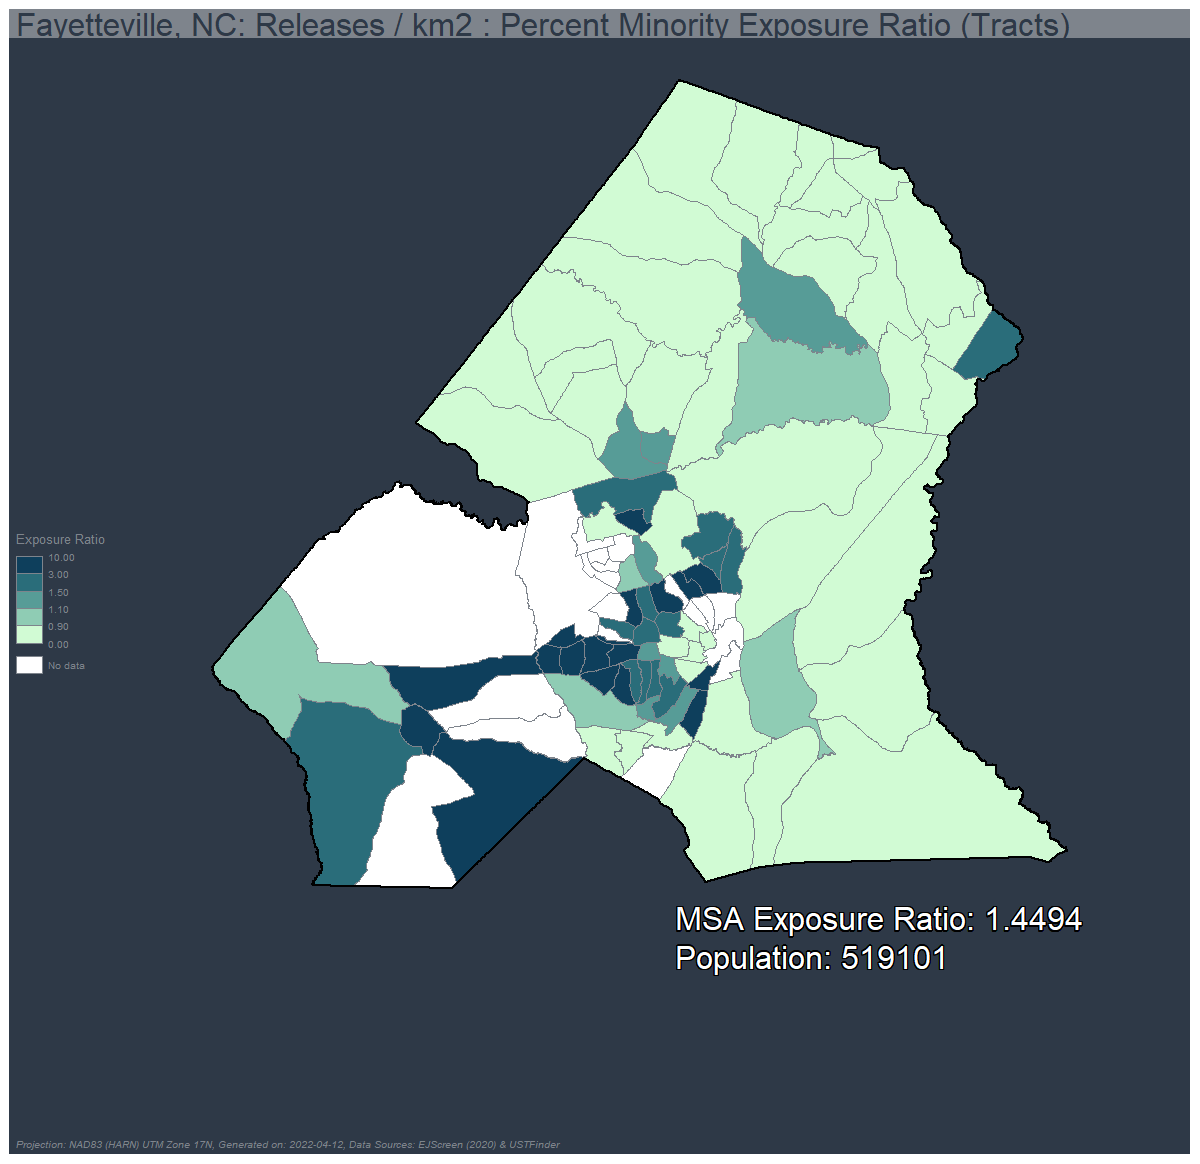 Fayetteville, NC: Releases / km2 : Percent Minority Exposure Ratio (Tracts)
Exposure Ratio
10.00
3.00
1.50
1.10
0.90
0.00
No data
MSA Exposure Ratio: 1.4494
Population: 519101
Projection: NAD83 (HARN) UTM Zone 17N, Generated on: 2022-04-12, Data Sources: EJScreen (2020) & USTFinder